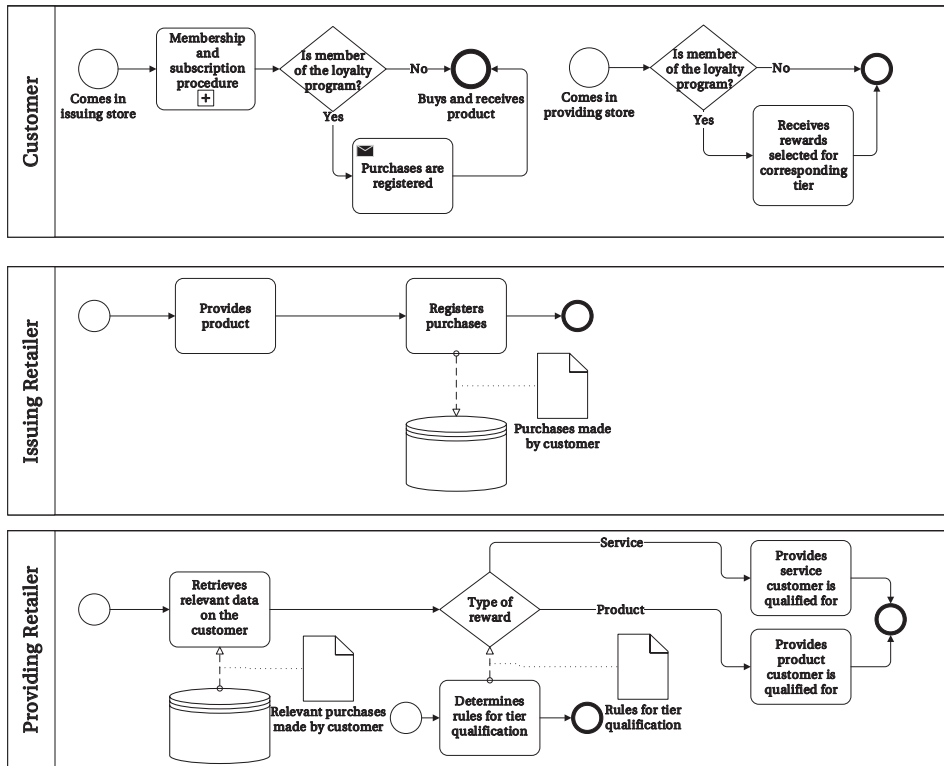 Customer
Comes in
issuing store
Membership
and
subscription
procedure
Is member
of the loyalty
program?
No
Yes
Buys and receives
product
Purchases are
registered
Comes in
providing store
Is member
of the loyalty
program?
No
Yes
Receives
rewards
selected for
corresponding
tier
Issuing Retailer
Provides
product
Registers
purchases
Purchases made
by customer
Providing Retailer
Retrieves
relevant data
on the
customer
Relevant purchases
made by customer
Type of
reward
Service
Product
Determines
rules for tier
qualification
Rules for tier
qualification
Provides
service
customer is
qualified for
Provides
product
customer is
qualified for